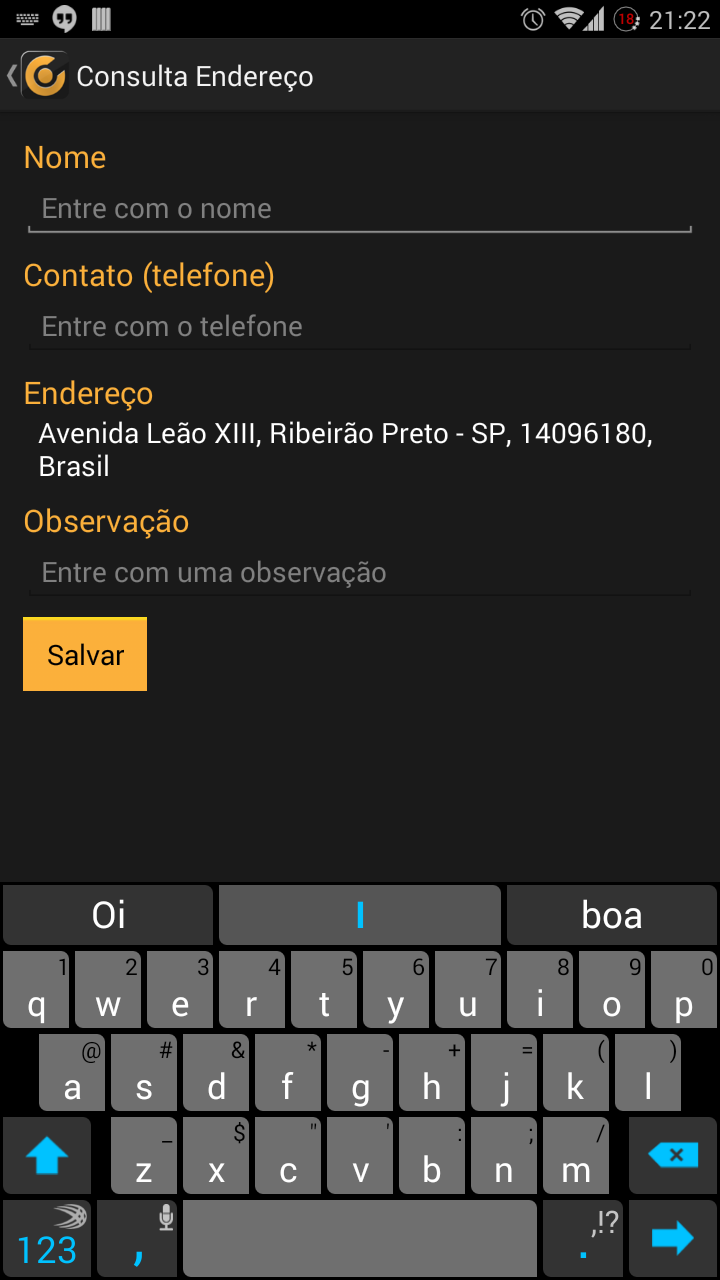 18 21:22
Consulta Endereço
Nome
Entre com o nome
Contato (telefone)
Entre com o telefone
Endereço
Avenida Leão XIII, Ribeirão Preto - SP, 14096180,
Brasil
Observação
Entre com uma observação
Salvar
Oi I boa
1 2 3 4 5 6 7 8 9 0
q w e r t y u i o p
@ # & * - + = ( )
a s d f g h j k l
_ $ " ' : ; /
z x c v b n m
,!?
123 , .